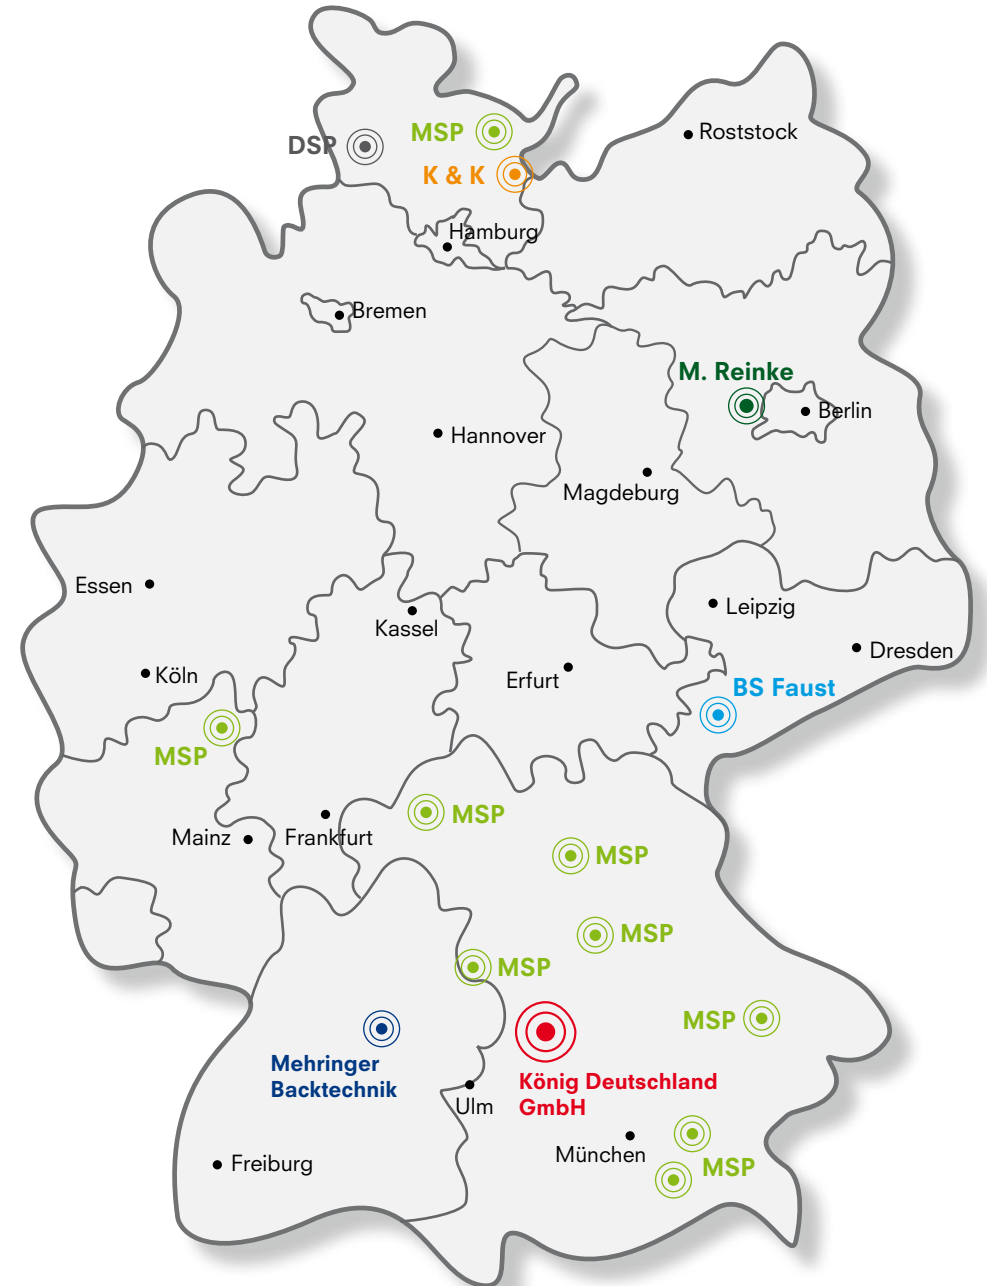 Roststock
MSP
DSP
K & K
Hamburg
Bremen
M. Reinke
Berlin
Hannover
Magdeburg
Essen
Leipzig
Kassel
Dresden
Köln
Erfurt
BS Faust
MSP
MSP
Mainz
Frankfurt
MSP
MSP
MSP
MSP
Mehringer
Backtechnik
König Deutschland
GmbH
Ulm
München
Freiburg
MSP